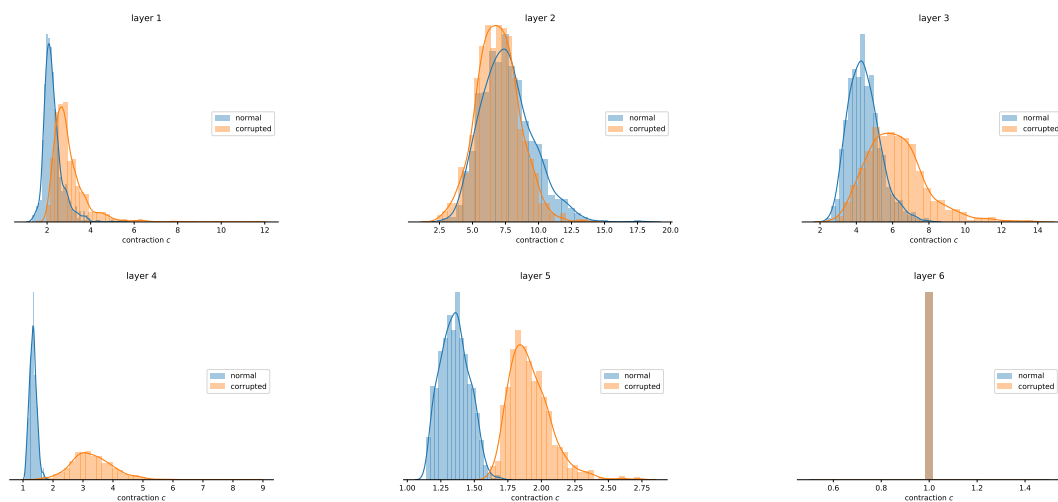 layer 1
normal
corrupted
2 4 6 8 10 12
contraction c
layer 2
normal
corrupted
2.5 5.0 7.5 10.0 12.5 15.0 17.5 20.0
contraction c
layer 3
normal
corrupted
2 4 6 8 10 12 14
contraction c
layer 4
normal
corrupted
1 2 3 4 5 6 7 8 9
contraction c
layer 5
normal
corrupted
1.00 1.25 1.50 1.75 2.00 2.25 2.50 2.75
contraction c
layer 6
normal
corrupted
0.6 0.8 1.0 1.2 1.4
contraction c